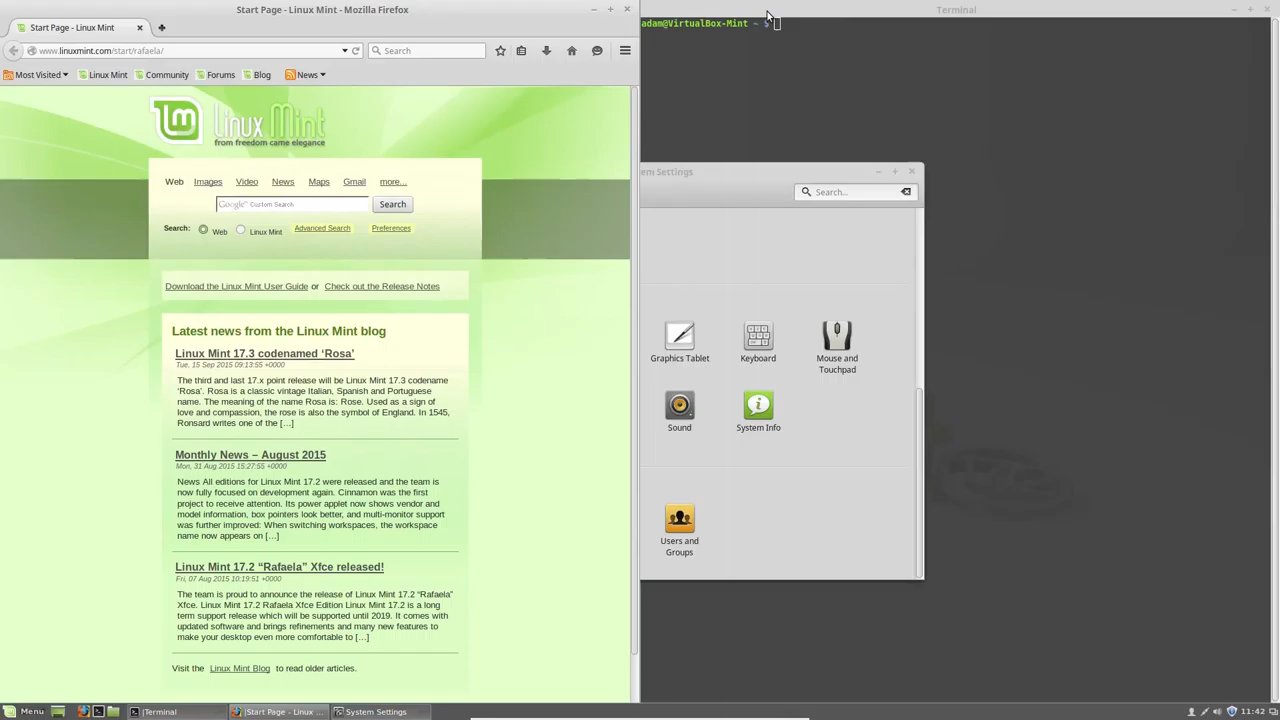 Start Page - Linux Mint - Mozilla Firefox
Terminal
Start Page - Linux Mint
adam@VirtualBox-Mint ~ $
www.linuxmint.com/start/rafaela/
Search
Most Visited
Linux Mint
Community
Forums
Blog
News
Linux Mint
from freedom came elegance
Web Images Video News Maps Gmail more...
Google™ Custom Search
Search
Search: Web Linux Mint Advanced Search Preferences
Download the Linux Mint User Guide or Check out the Release Notes
Latest news from the Linux Mint blog
Linux Mint 17.3 codenamed ‘Rosa’
Tue, 15 Sep 2015 09:13:55 +0000
The third and last 17.x point release will be Linux Mint 17.3 codename
‘Rosa’. Rosa is a classic vintage Italian, Spanish and Portuguese
name. The meaning of the name Rosa is: Rose. Used as a sign of
love and compassion, the rose is also the symbol of England. In 1545,
Ronsard writes one of the […]
Monthly News – August 2015
Mon, 31 Aug 2015 15:27:55 +0000
News All editions for Linux Mint 17.2 were released and the team is
now fully focused on development again. Cinnamon was the first
project to receive attention. Its power applet now shows vendor and
model information, box pointers look better, and multi-monitor support
was further improved: When switching workspaces, the workspace
name now appears on […]
Linux Mint 17.2 “Rafaela” Xfce released!
Fri, 07 Aug 2015 10:19:51 +0000
The team is proud to announce the release of Linux Mint 17.2 “Rafaela”
Xfce. Linux Mint 17.2 Rafaela Xfce Edition Linux Mint 17.2 is a long
term support release which will be supported until 2019. It comes with
updated software and brings refinements and many new features to
make your desktop even more comfortable to […]
Visit the Linux Mint Blog to read older articles.
em Settings
Search...
Graphics Tablet
Keyboard
Mouse and
Touchpad
Sound
System Info
Users and
Groups
Menu
Terminal
Start Page - Linux ...
System Settings
11:42